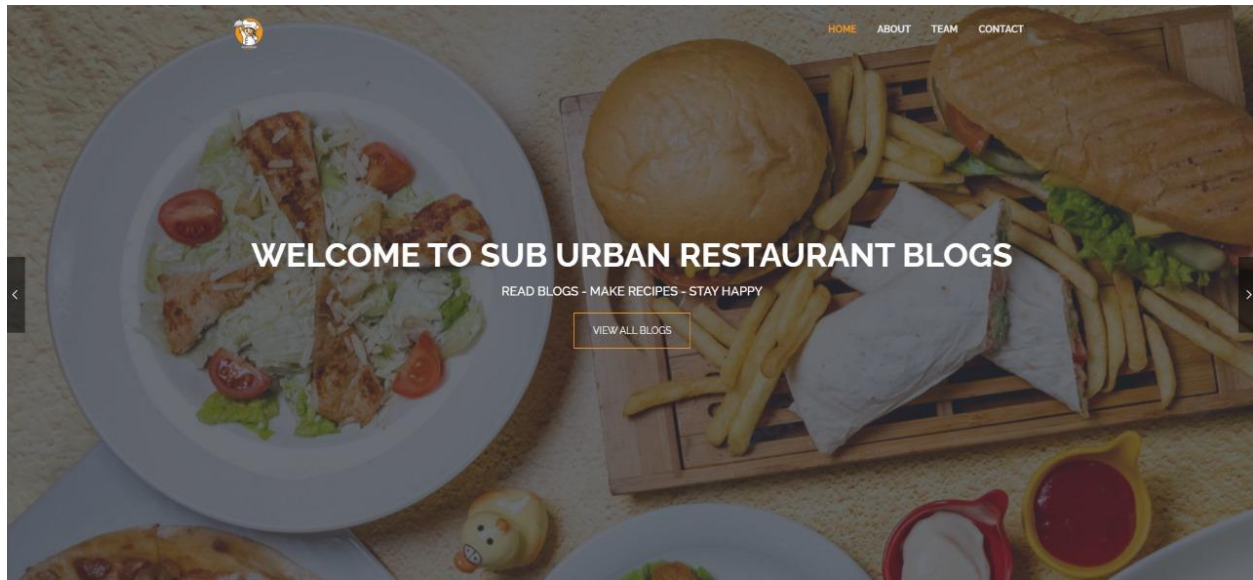 HOME ABOUT TEAM CONTACT
WELCOME TO SUB URBAN RESTAURANT BLOGS
READ BLOGS - MAKE RECIPES - STAY HAPPY
VIEW ALL BLOGS